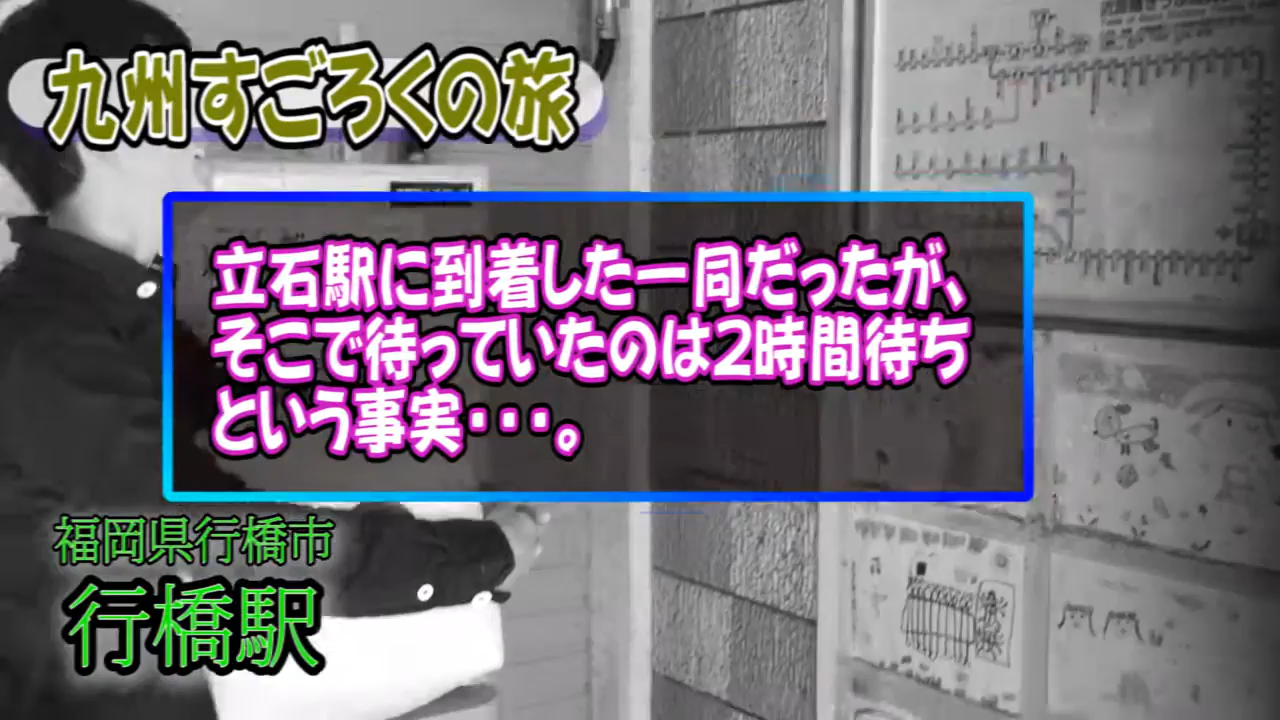 九州すごろくの旅
立石駅に到着した一同だったが、
そこで待っていたのは2時間待ち
という事実･･･。
福岡県行橋市
行橋駅